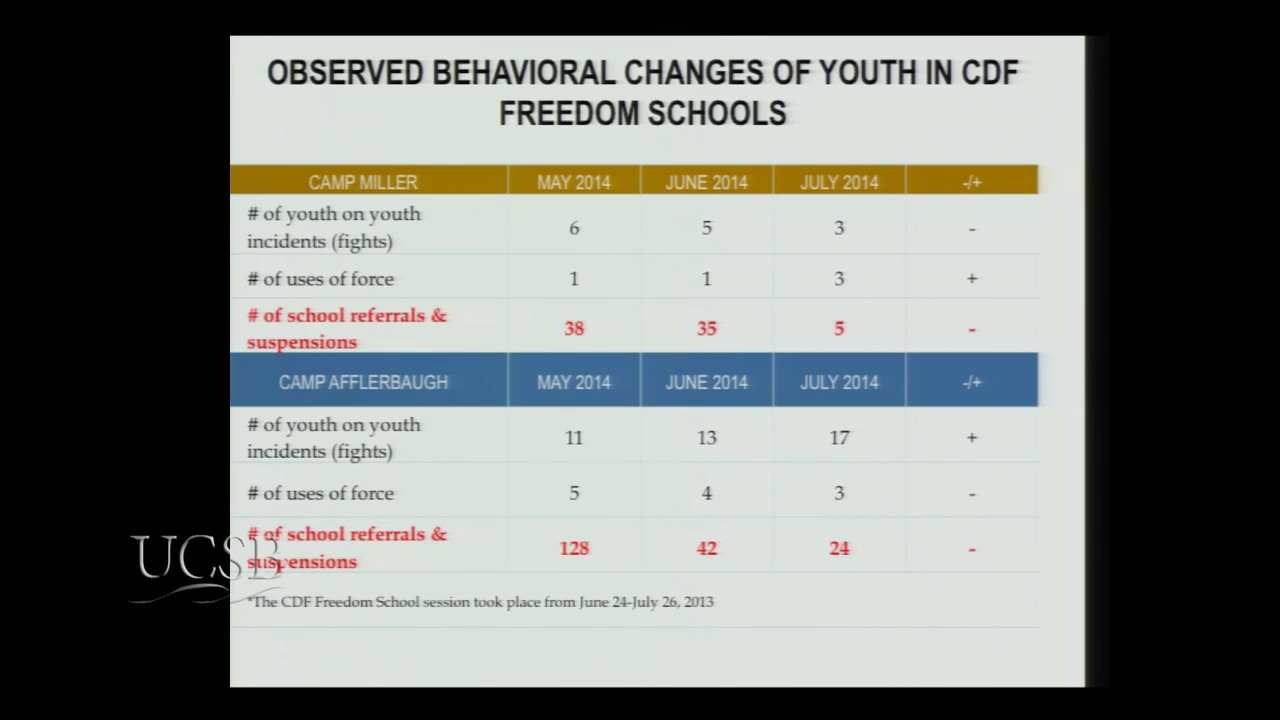 OBSERVED BEHAVIORAL CHANGES OF YOUTH IN CDF
FREEDOM SCHOOLS
CAMP MILLER MAY 2014 JUNE 2014 JULY 2014 -/+
# of youth on youth
incidents (fights) 6 5 3 -
# of uses of force 1 1 3 +
# of school referrals &
suspensions 38 35 5 -
CAMP AFFLERBAUGH MAY 2014 JUNE 2014 JULY 2014 -/+
# of youth on youth
incidents (fights) 11 13 17 +
# of uses of force 5 4 3 -
# of school referrals &
suspensions 128 42 24 -
*The CDF Freedom School session took place from June 24-July 26, 2013
UCSB